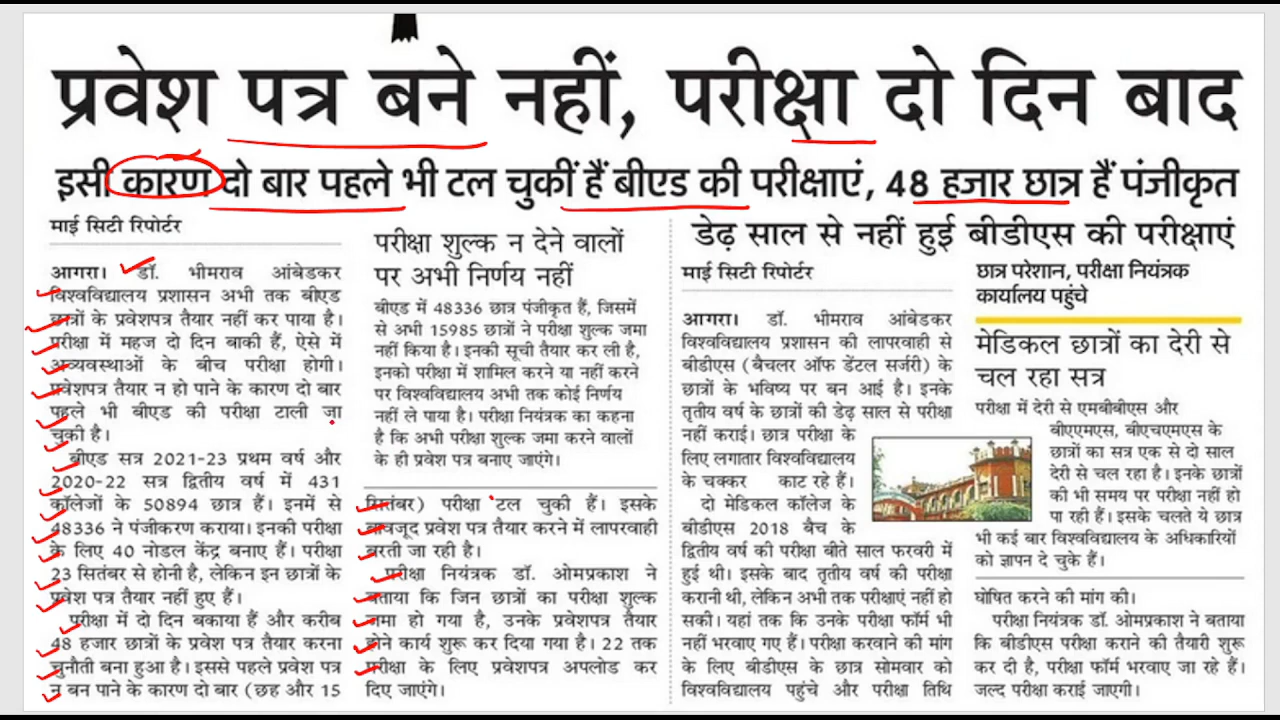 प्रवेश पत्र बने नहीं, परीक्षा दो दिन बाद
इसी कारण दो बार पहले भी टल चुकीं हैं बीएड की परीक्षाएं, 48 हजार छात्र हैं पंजीकृत
माई सिटी रिपोर्टर
आगरा। डॉ. भीमराव आंबेडकर
विश्वविद्यालय प्रशासन अभी तक बीएड
छात्रों के प्रवेशपत्र तैयार नहीं कर पाया है।
परीक्षा में महज दो दिन बाकी हैं, ऐसे में
अव्यवस्थाओं के बीच परीक्षा होगी।
प्रवेशपत्र तैयार न हो पाने के कारण दो बार
पहले भी बीएड की परीक्षा टाली जा
चुकी है।
बीएड सत्र 2021-23 प्रथम वर्ष और
2020-22 सत्र द्वितीय वर्ष में 431
कॉलेजों के 50894 छात्र हैं। इनमें से
48336 ने पंजीकरण कराया। इनकी परीक्षा
के लिए 40 नोडल केंद्र बनाए हैं। परीक्षा
23 सितंबर से होनी है, लेकिन इन छात्रों के
प्रवेश पत्र तैयार नहीं हुए हैं।
परीक्षा में दो दिन बकाया हैं और करीब
48 हजार छात्रों के प्रवेश पत्र तैयार करना
चुनौती बना हुआ है। इससे पहले प्रवेश पत्र
न बन पाने के कारण दो बार (छह और 15
परीक्षा शुल्क न देने वालों
पर अभी निर्णय नहीं
बीएड में 48336 छात्र पंजीकृत हैं, जिसमें
से अभी 15985 छात्रों ने परीक्षा शुल्क जमा
नहीं किया है। इनकी सूची तैयार कर ली है,
इनको परीक्षा में शामिल करने या नहीं करने
पर विश्वविद्यालय अभी तक कोई निर्णय
नहीं ले पाया है। परीक्षा नियंत्रक का कहना
है कि अभी परीक्षा शुल्क जमा करने वालों
के ही प्रवेश पत्र बनाए जाएंगे।
सितंबर) परीक्षा टल चुकी हैं। इसके
बावजूद प्रवेश पत्र तैयार करने में लापरवाही
बरती जा रही है।
परीक्षा नियंत्रक डॉ. ओमप्रकाश ने
बताया कि जिन छात्रों का परीक्षा शुल्क
जमा हो गया है, उनके प्रवेशपत्र तैयार
होने कार्य शुरू कर दिया गया है। 22 तक
परीक्षा के लिए प्रवेशपत्र अपलोड कर
दिए जाएंगे।
डेढ़ साल से नहीं हुई बीडीएस की परीक्षाएं
माई सिटी रिपोर्टर
आगरा। डॉ. भीमराव आंबेडकर
विश्वविद्यालय प्रशासन की लापरवाही से
बीडीएस (बैचलर ऑफ डेंटल सर्जरी) के
छात्रों के भविष्य पर बन आई है। इनके
तृतीय वर्ष के छात्रों की डेढ़ साल से परीक्षा
नहीं कराई। छात्र परीक्षा के
लिए लगातार विश्वविद्यालय
के चक्कर काट रहे हैं।
दो मेडिकल कॉलेज के
बीडीएस 2018 बैच के
द्वितीय वर्ष की परीक्षा बीते साल फरवरी में
हुई थी। इसके बाद तृतीय वर्ष की परीक्षा
करानी थी, लेकिन अभी तक परीक्षाएं नहीं हो
सकी। यहां तक कि उनके परीक्षा फॉर्म भी
नहीं भरवाए गए हैं। परीक्षा करवाने की मांग
के लिए बीडीएस के छात्र सोमवार को
विश्वविद्यालय पहुंचे और परीक्षा तिथि
छात्र परेशान, परीक्षा नियंत्रक
कार्यालय पहुंचे
मेडिकल छात्रों का देरी से
चल रहा सत्र
परीक्षा में देरी से एमबीबीएस और
बीएएमएस, बीएचएमएस के
छात्रों का सत्र एक से दो साल
देरी से चल रहा है। इनके छात्रों
की भी समय पर परीक्षा नहीं हो
पा रही हैं। इसके चलते ये छात्र
भी कई बार विश्वविद्यालय के अधिकारियों
को ज्ञापन दे चुके हैं।
घोषित करने की मांग की।
परीक्षा नियंत्रक डॉ. ओमप्रकाश ने बताया
कि बीडीएस परीक्षा कराने की तैयारी शुरू
कर दी है, परीक्षा फॉर्म भरवाए जा रहे हैं।
जल्द परीक्षा कराई जाएगी।